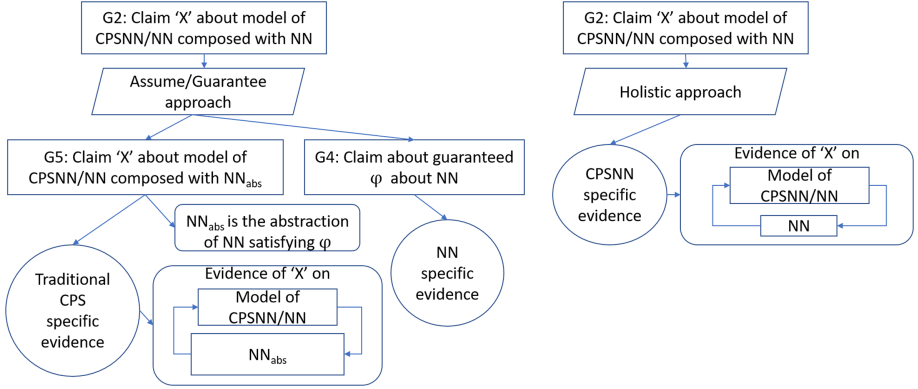 G2: Claim ‘X’ about model of
CPSNN/NN composed with NN
Assume/Guarantee
approach
G5: Claim ‘X’ about model of
CPSNN/NN composed with NNabs
G4: Claim about guaranteed
φ about NN
NNabs is the abstraction
of NN satisfying φ
Traditional
CPS
specific
evidence
Evidence of ‘X’ on
Model of
CPSNN/NN
NNabs
NN
specific
evidence
G2: Claim ‘X’ about model of
CPSNN/NN composed with NN
Holistic approach
CPSNN
specific
evidence
Evidence of ‘X’ on
Model of
CPSNN/NN
NN